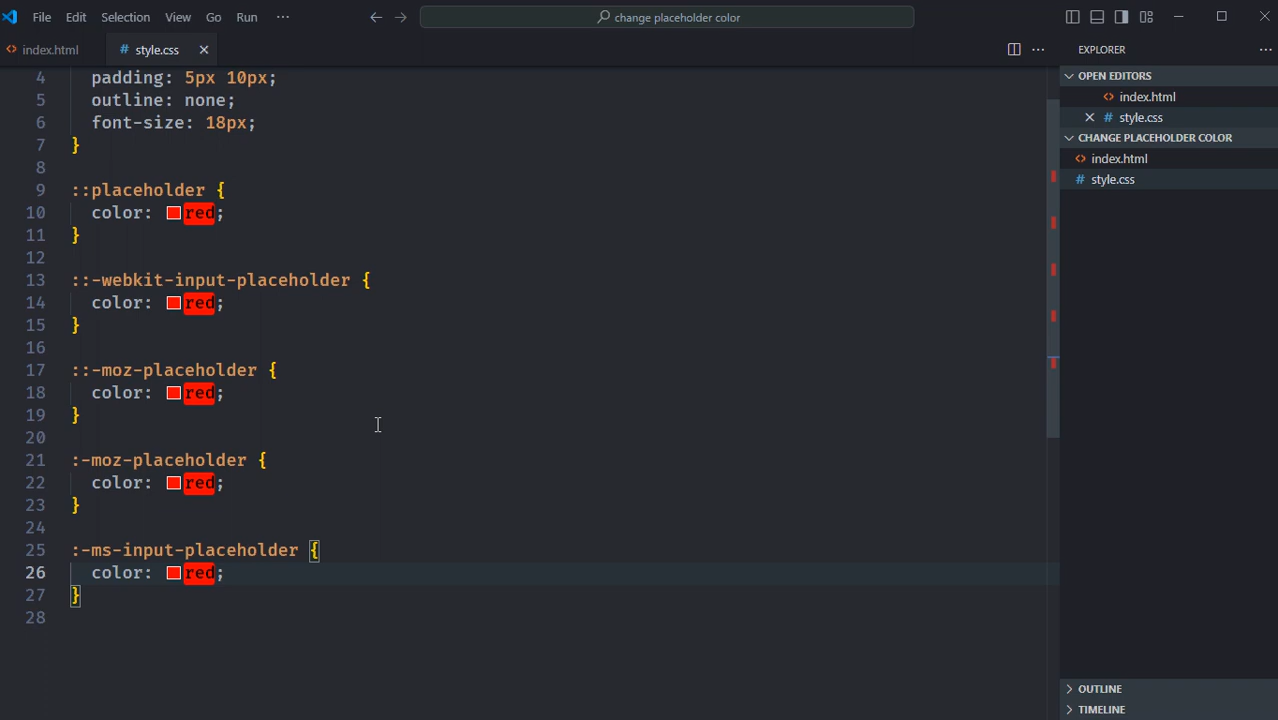 File Edit Selection View Go Run ···
change placeholder color
index.html
style.css
4 padding: 5px 10px;
5 outline: none;
6 font-size: 18px;
7 }
8
9 ::placeholder {
10 color: red;
11 }
12
13 ::-webkit-input-placeholder {
14 color: red;
15 }
16
17 ::-moz-placeholder {
18 color: red;
19 }
20
21 :-moz-placeholder {
22 color: red;
23 }
24
25 :-ms-input-placeholder {
26 color: red;
27 }
28
EXPLORER
OPEN EDITORS
index.html
style.css
CHANGE PLACEHOLDER COLOR
index.html
style.css
OUTLINE
TIMELINE